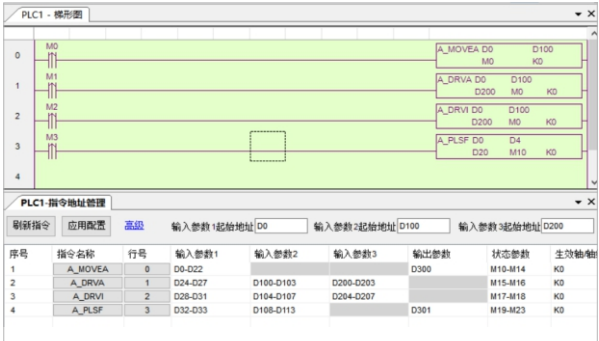 PLC1 - 梯形图
0 M0 A_MOVEA D0 D100
M0 K0
1 M1 A_DRVA D0 D100
D200 M0 K0
2 M2 A_DRVI D0 D100
D200 M0 K0
3 M3 A_PLSF D0 D4
D20 M10 K0
4
PLC1-指令地址管理
刷新指令 应用配置 高级 输入参数1起始地址 D0 输入参数2起始地址 D100 输入参数3起始地址 D200
序号 指令名称 行号 输入参数1 输入参数2 输入参数3 输出参数 状态参数 生效轴/轴
1 A_MOVEA 0 D0-D22 D300 M10-M14 K0
2 A_DRVA 1 D24-D27 D100-D103 D200-D203 M15-M16 K0
3 A_DRVI 2 D28-D31 D104-D107 D204-D207 M17-M18 K0
4 A_PLSF 3 D32-D33 D108-D113 D301 M19-M23 K0